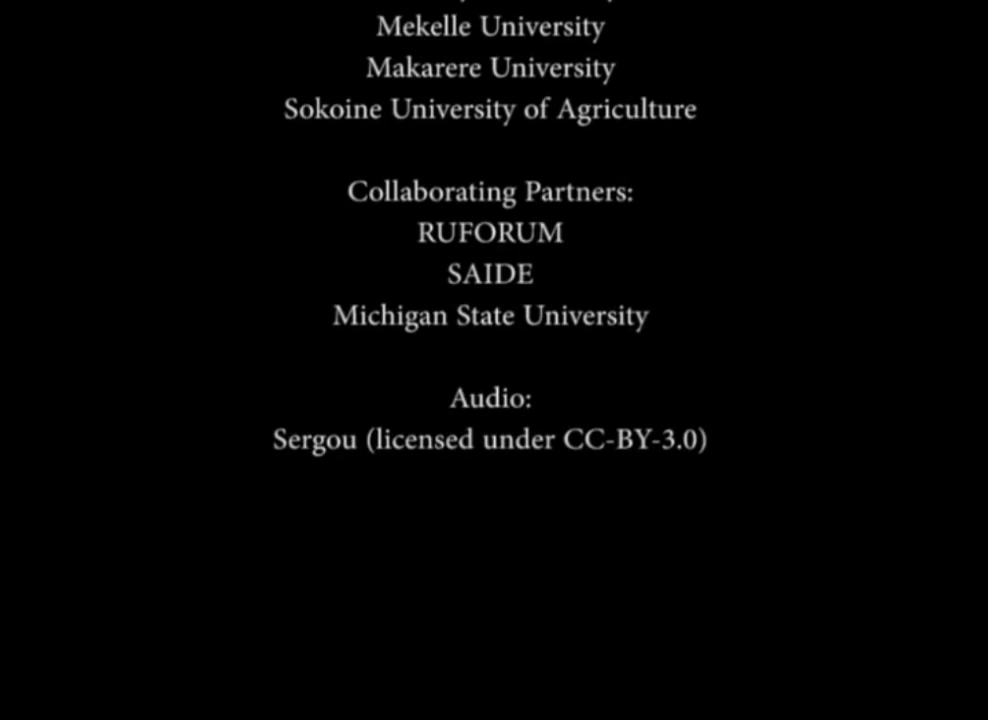 Mekelle University
Makarere University
Sokoine University of Agriculture
Collaborating Partners:
RUFORUM
SAIDE
Michigan State University
Audio:
Sergou (licensed under CC-BY-3.0)